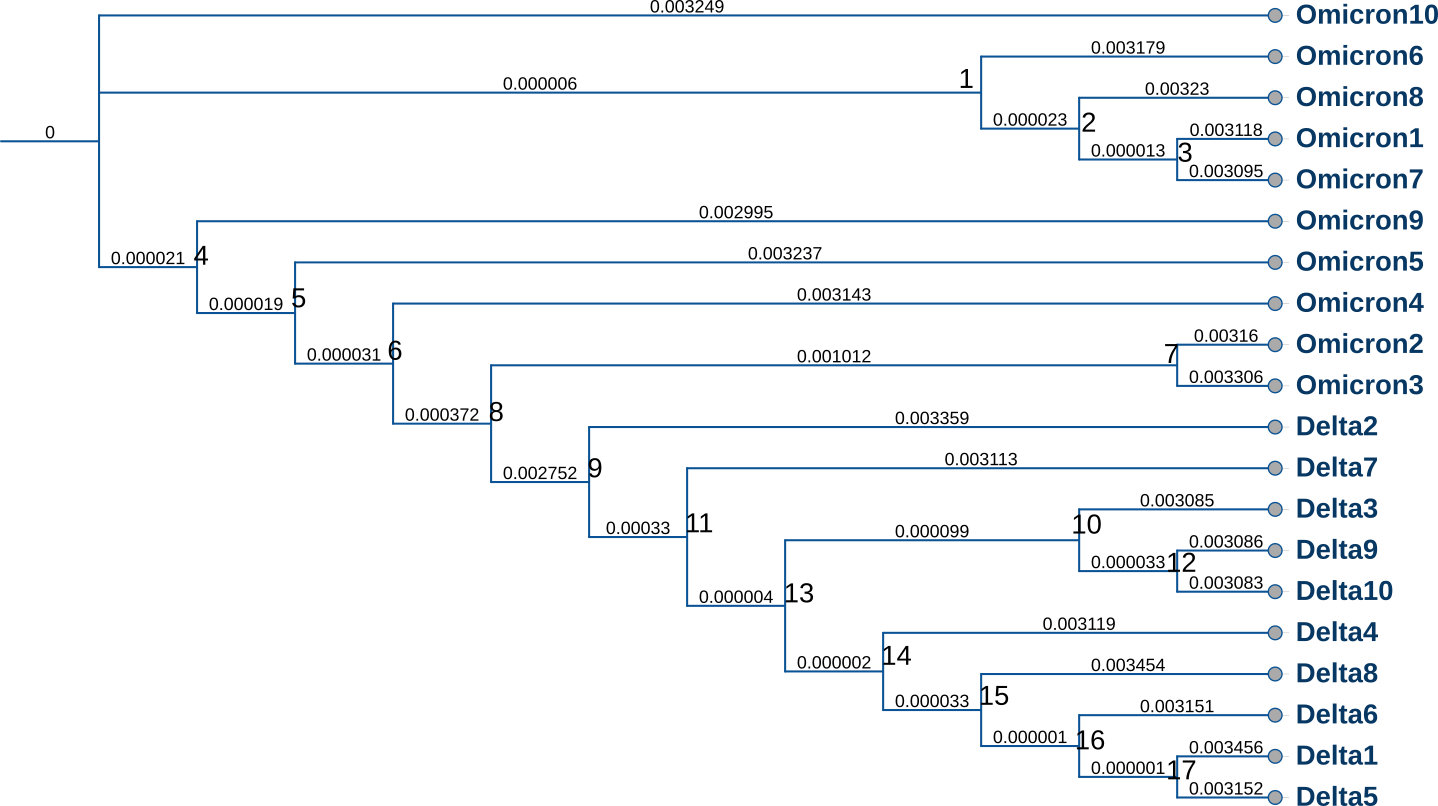 0.003249 Omicron10
0.003179 Omicron6
1
0.000006
0.00323 Omicron8
0
0.000023 2
0.003118 Omicron1
0.000013 3
0.003095 Omicron7
0.002995 Omicron9
0.000021 4
0.003237 Omicron5
0.000019 5
0.003143 Omicron4
0.000031 6
0.00316 Omicron2
0.001012 7
0.003306 Omicron3
0.000372 8
0.003359 Delta2
0.002752 9
0.003113 Delta7
0.00033 11
0.003085 Delta3
0.000099 10
0.003086 Delta9
0.000033 12
0.003083 Delta10
0.000004 13
0.003119 Delta4
0.000002 14
0.003454 Delta8
0.000033 15
0.003151 Delta6
0.000001 16
0.003456 Delta1
0.000001 17
0.003152 Delta5